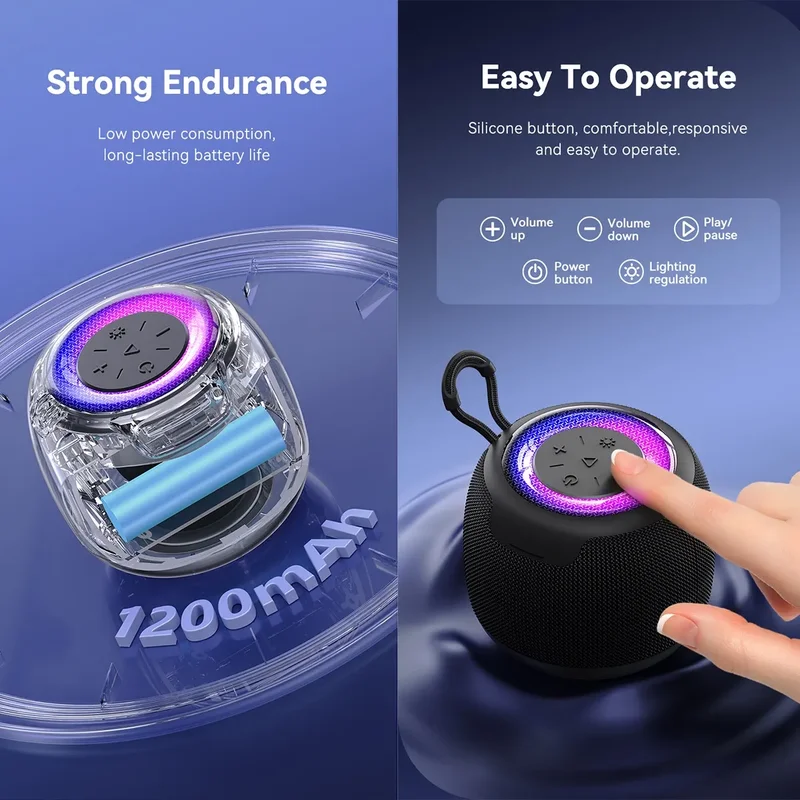 Strong Endurance
Low power consumption,
long-lasting battery life
1200mAh
Easy To Operate
Silicone button, comfortable,responsive
and easy to operate.
Volume
up
Volume
down
Play/
pause
Power
button
Lighting
regulation